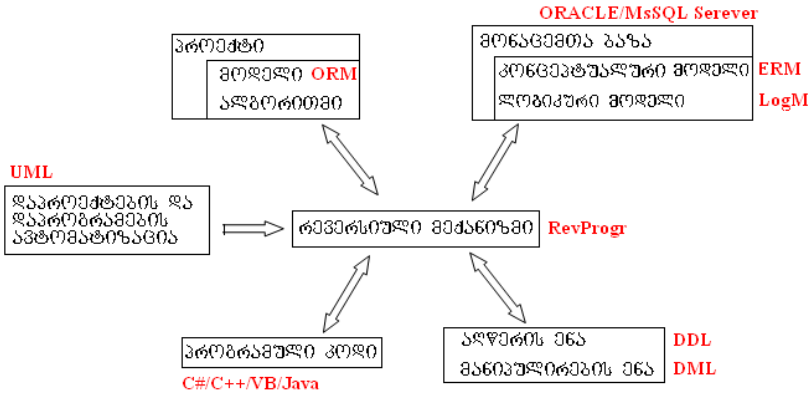 ORACLE/MsSQL Serever
პროექტი
მოდელი ORM
ალგორითმი
მონაცემთა ბაზა
კონცეპტუალური მოდელი ERM
ლოგიკური მოდელი LogM
UML
დაპროექტების და
დაპროგრამების
ავტომატიზაცია
რევერსიული მექანიზმი RevProgr
პროგრამული კოდი
C#/C++/VB/Java
აღწერის ენა DDL
მანიპულირების ენა DML